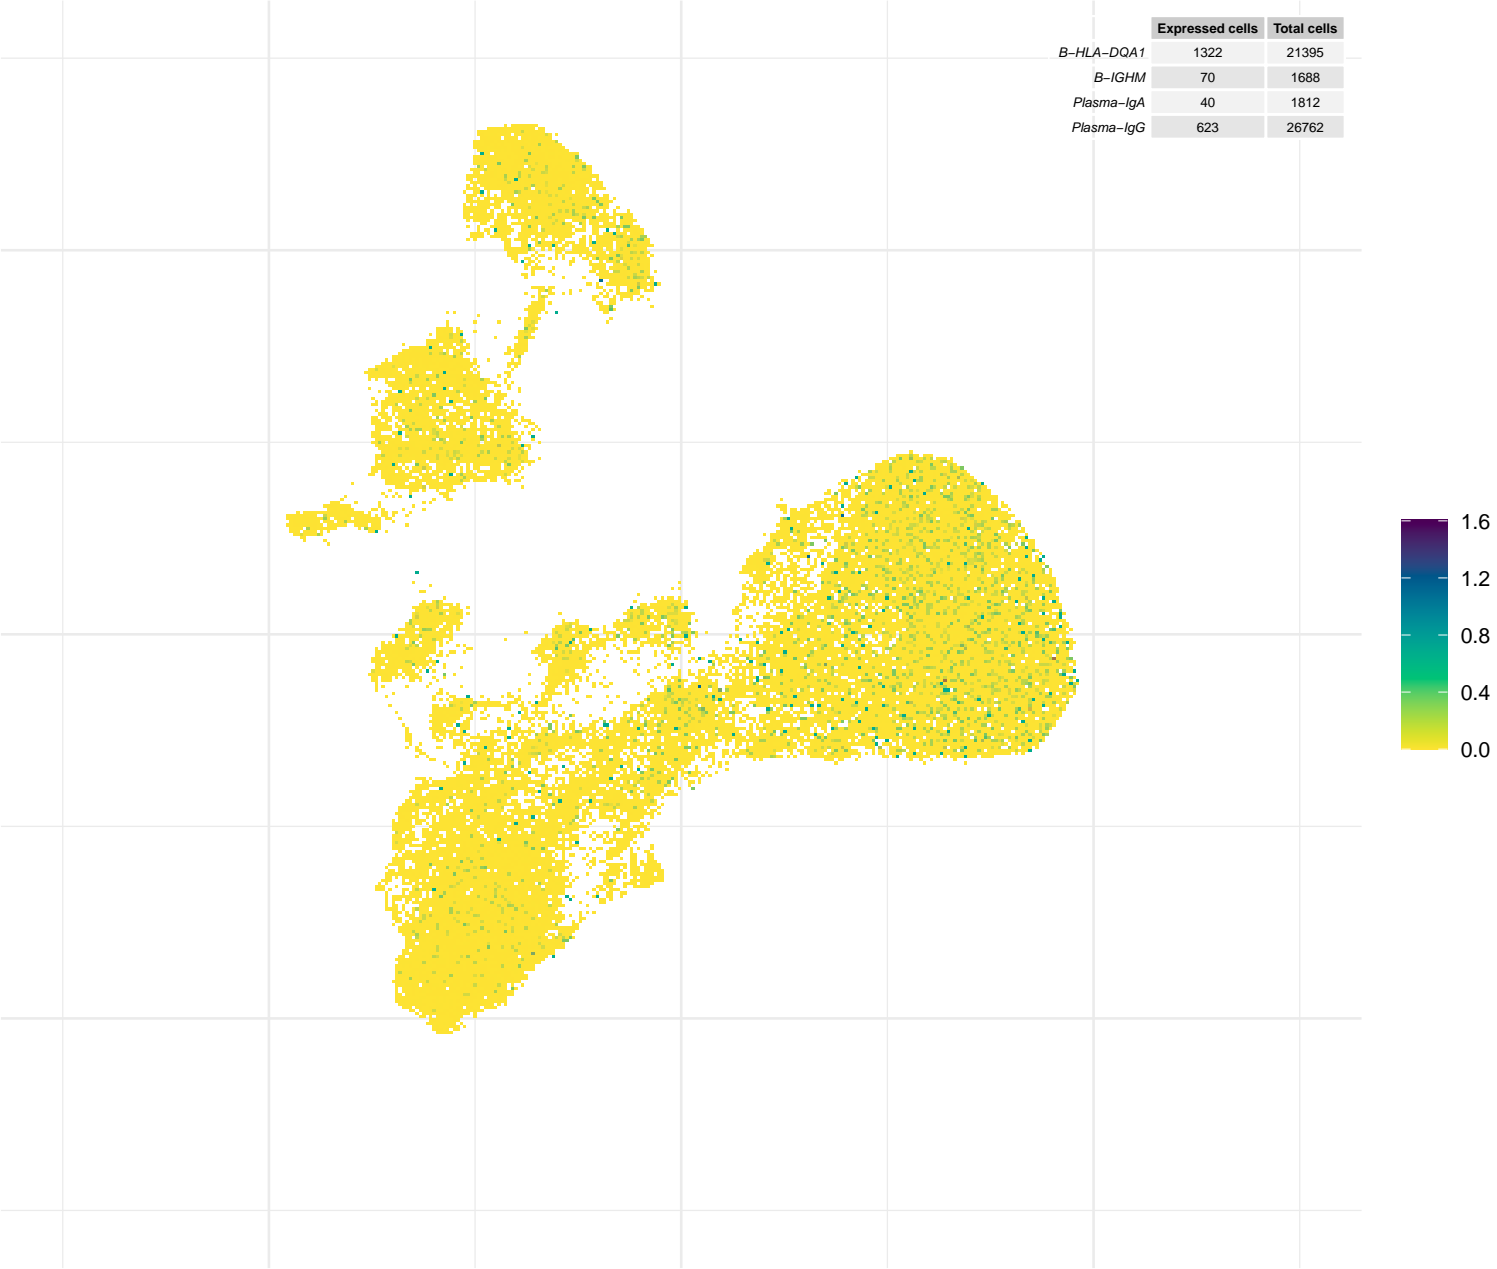 Expressed cells Total cells
B−HLA−DQA1 1322 21395
B−IGHM 70 1688
Plasma−IgA 40 1812
Plasma−IgG 623 26762
1.6
1.2
0.8
0.4
0.0